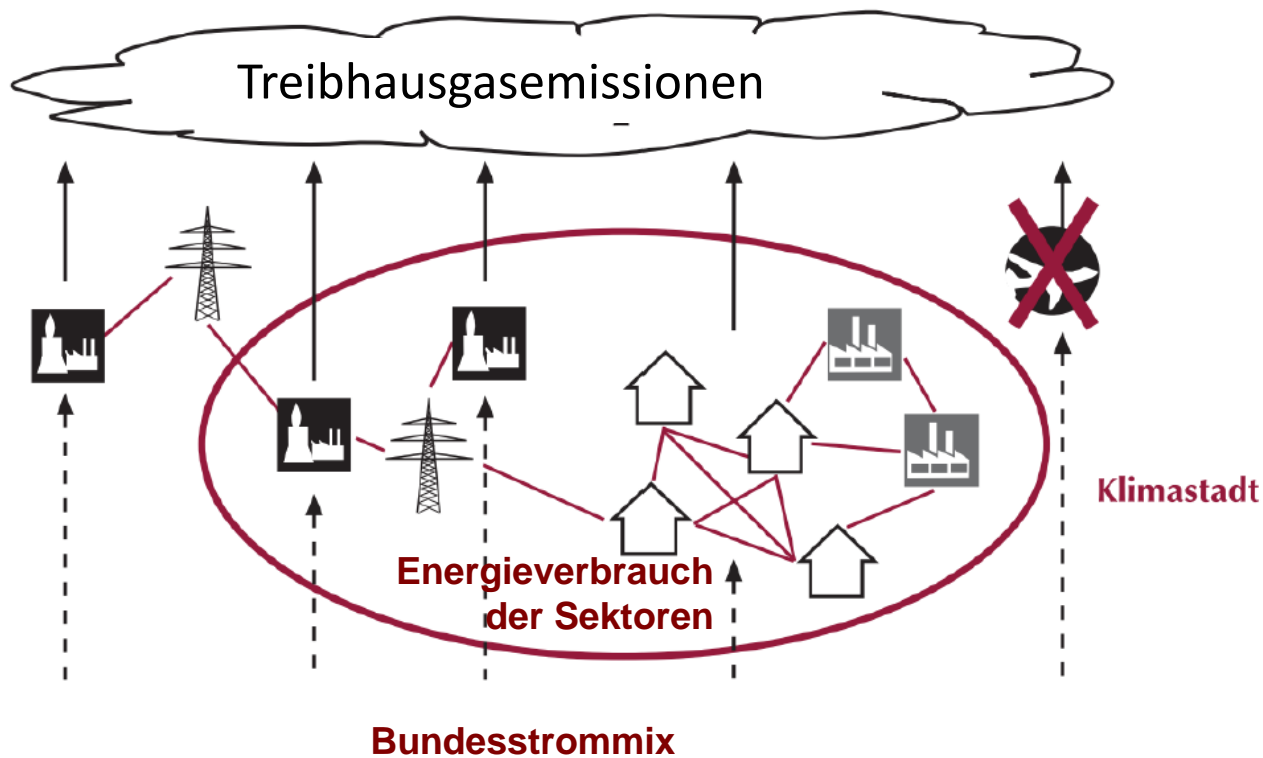 Treibhausgasemissionen
Klimastadt
Energieverbrauch
der Sektoren
Bundesstrommix